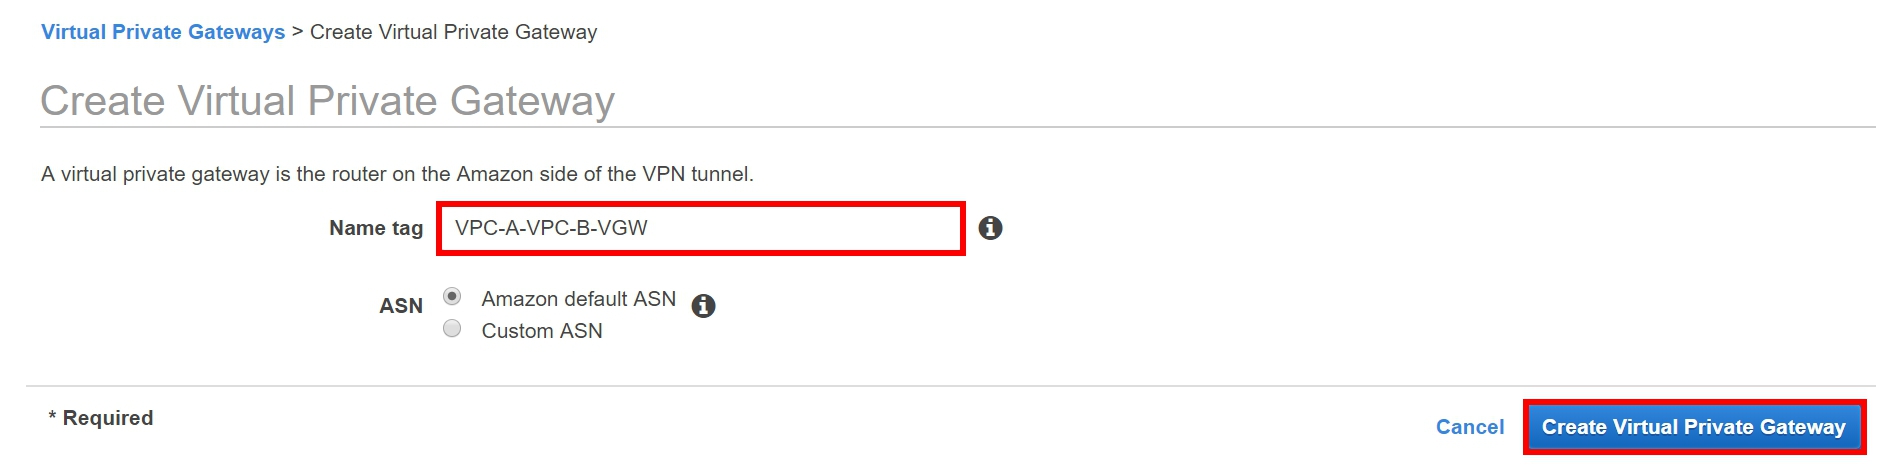 Virtual Private Gateways > Create Virtual Private Gateway
Create Virtual Private Gateway
A virtual private gateway is the router on the Amazon side of the VPN tunnel.
Name tag VPC-A-VPC-B-VGW
ASN Amazon default ASN
Custom ASN
* Required
Cancel Create Virtual Private Gateway